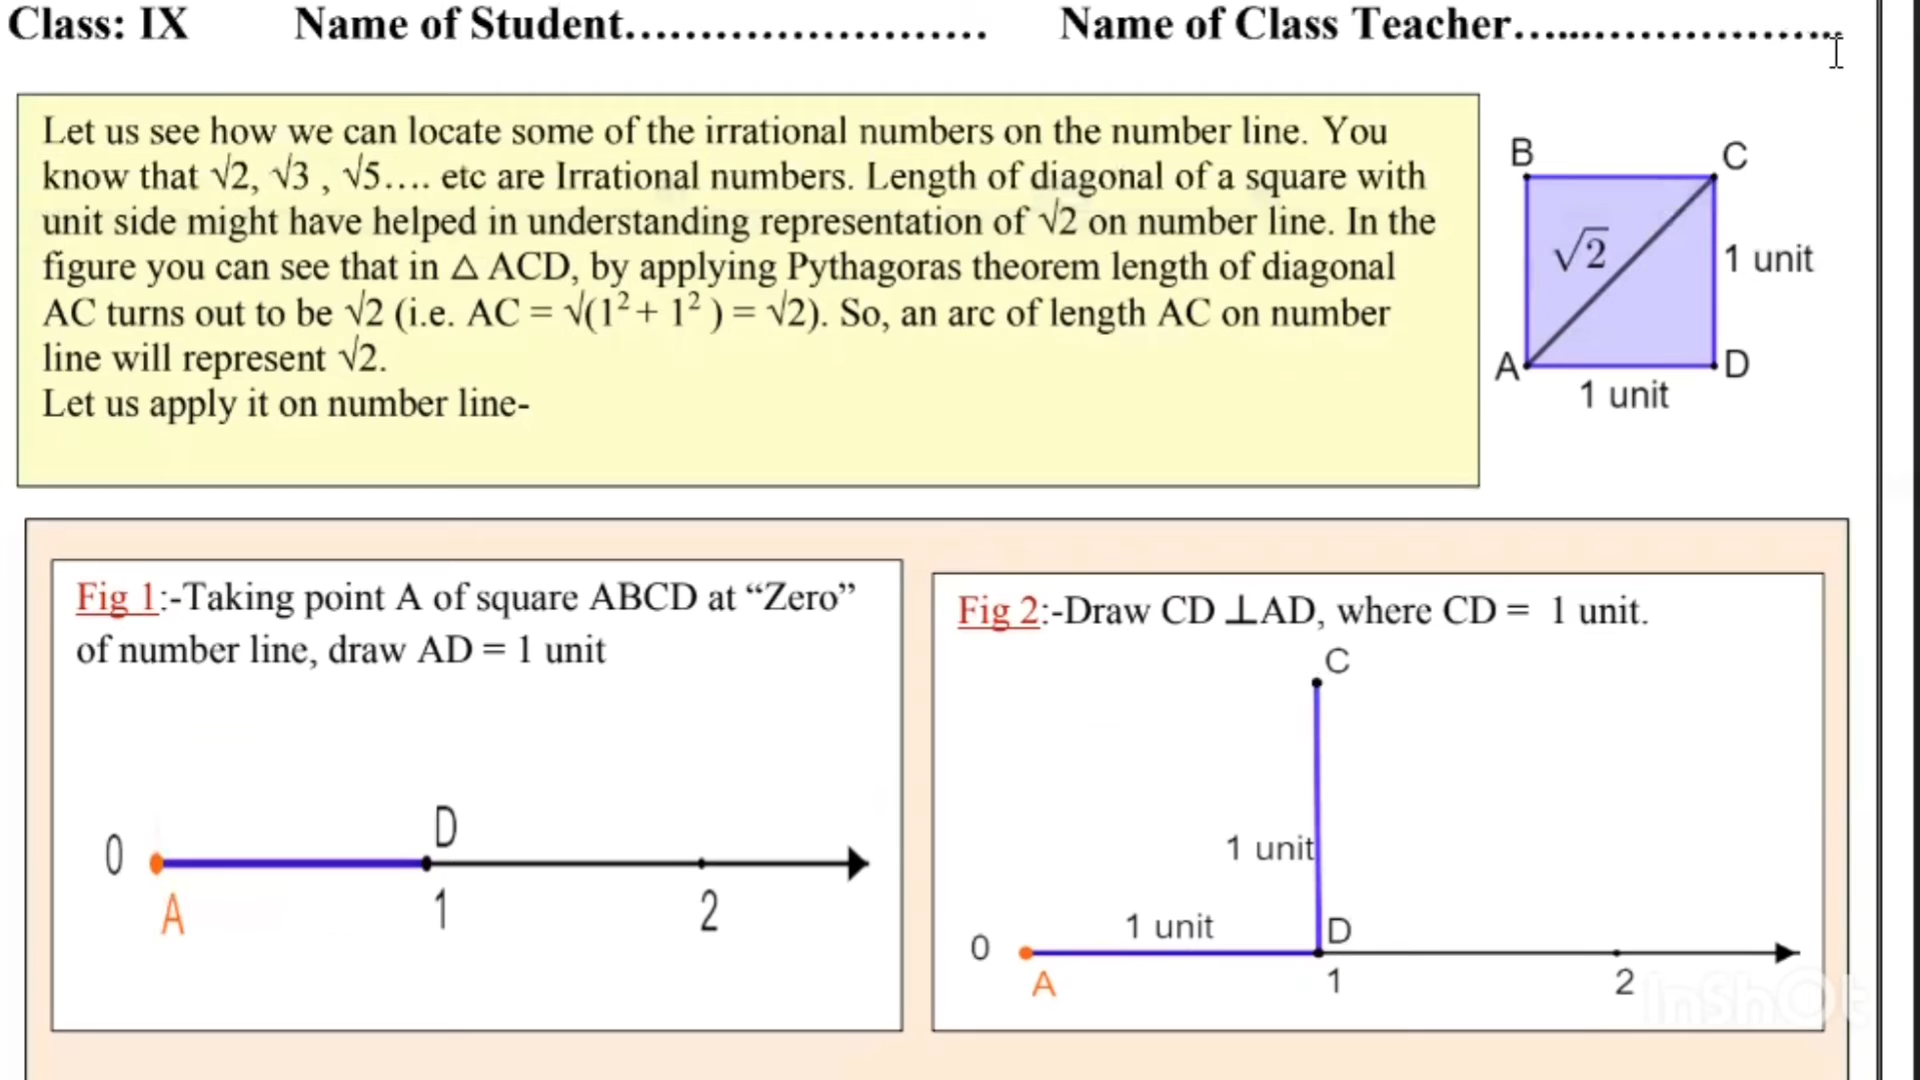 Class: IX Name of Student........................ Name of Class Teacher.......................
Let us see how we can locate some of the irrational numbers on the number line. You
know that √2, √3 , √5…. etc are Irrational numbers. Length of diagonal of a square with
unit side might have helped in understanding representation of √2 on number line. In the
figure you can see that in △ ACD, by applying Pythagoras theorem length of diagonal
AC turns out to be √2 (i.e. AC = √(1²+ 1² ) = √2). So, an arc of length AC on number
line will represent √2.
Let us apply it on number line-
B C
√2 1 unit
A D
1 unit
Fig 1:-Taking point A of square ABCD at “Zero”
of number line, draw AD = 1 unit
D
0
A 1 2
Fig 2:-Draw CD ⊥AD, where CD = 1 unit.
C
1 unit
1 unit D
0
A 1 2
InShOt